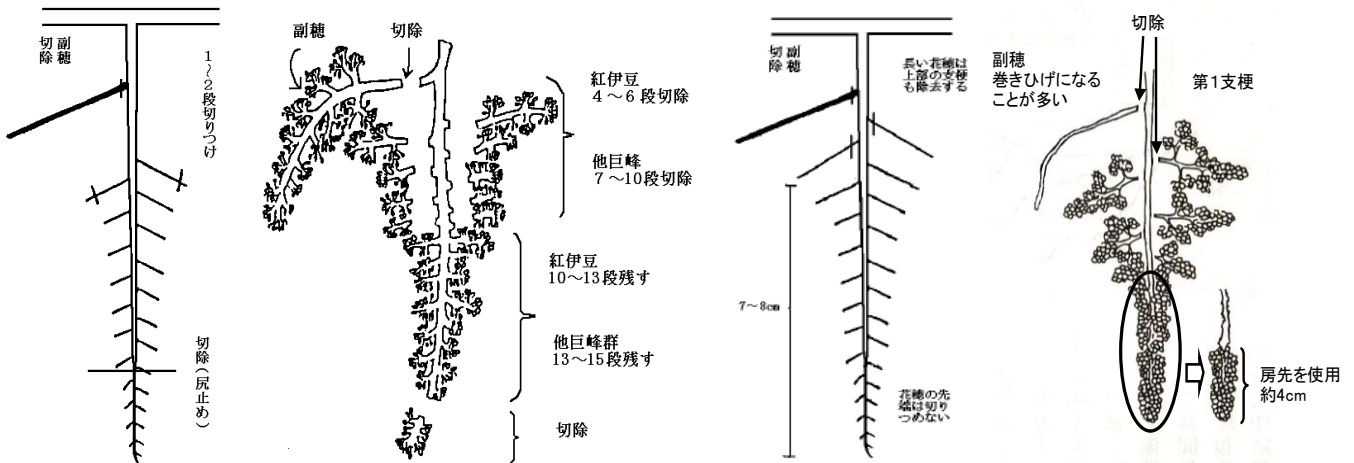 副穂
切除
1～2段切りつけ
切除(尻止め)
副穂
切除
紅伊豆
4～6段切除
他巨峰
7～10段切除
紅伊豆
10～13段残す
他巨峰群
13～15段残す
切除
副穂
切除
長い花穂は
上部の支梗
も除去する
7～8cm
花穂の先
端は切り
つめない
切除
副穂
巻きひげになる
ことが多い
第1支梗
房先を使用
約4cm